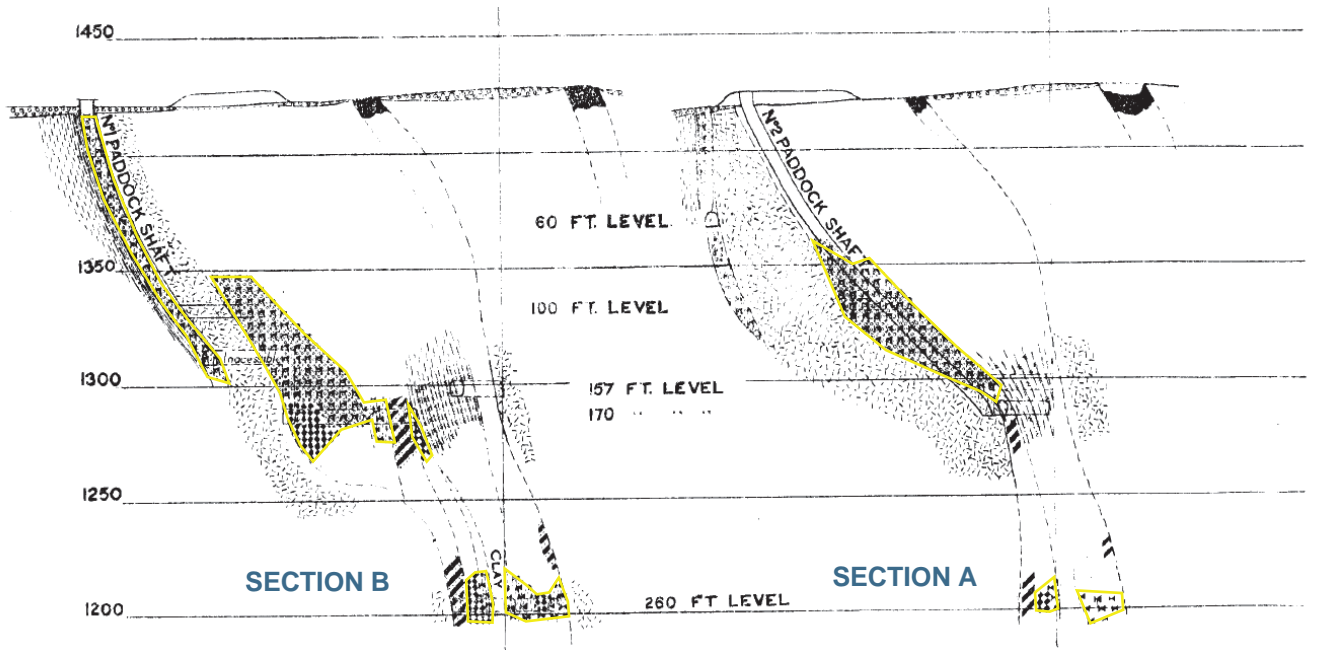 1450
Nº1 PADDOCK SHAFT
Nº2 PADDOCK SHAFT
60 FT. LEVEL
1350
100 FT. LEVEL
Inaccessible
1300
157 FT. LEVEL
170 " " "
1250
CLAY
SECTION B
SECTION A
1200
260 FT LEVEL